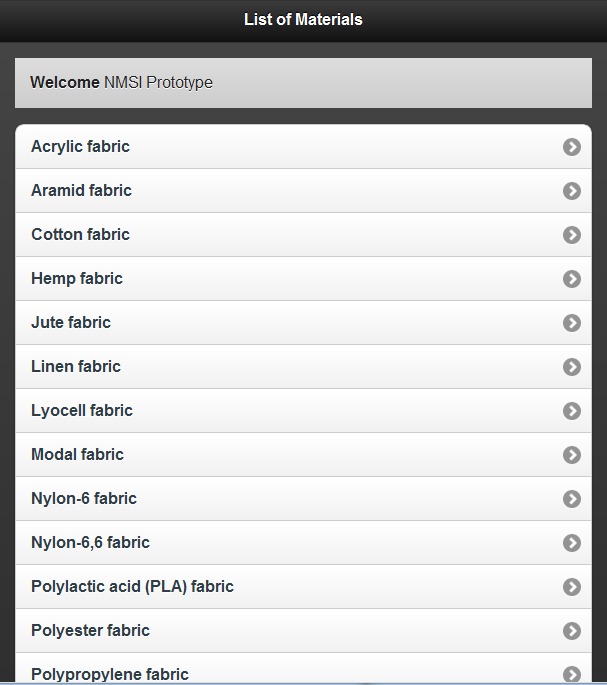 List of Materials
Welcome NMSI Prototype
Acrylic fabric
Aramid fabric
Cotton fabric
Hemp fabric
Jute fabric
Linen fabric
Lyocell fabric
Modal fabric
Nylon-6 fabric
Nylon-6,6 fabric
Polylactic acid (PLA) fabric
Polyester fabric
Polypropylene fabric